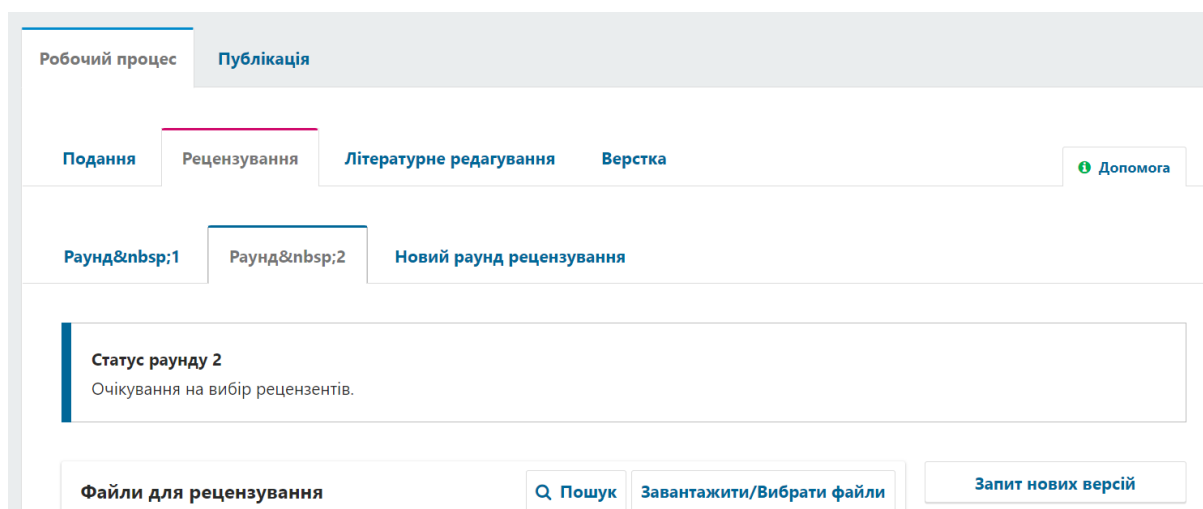 Робочий процес Публікація
Подання Рецензування Літературне редагування Верстка Допомога
Раунд&nbsp;1 Раунд&nbsp;2 Новий раунд рецензування
Статус раунду 2
Очікування на вибір рецензентів.
Файли для рецензування Пошук Завантажити/Вибрати файли Запит нових версій